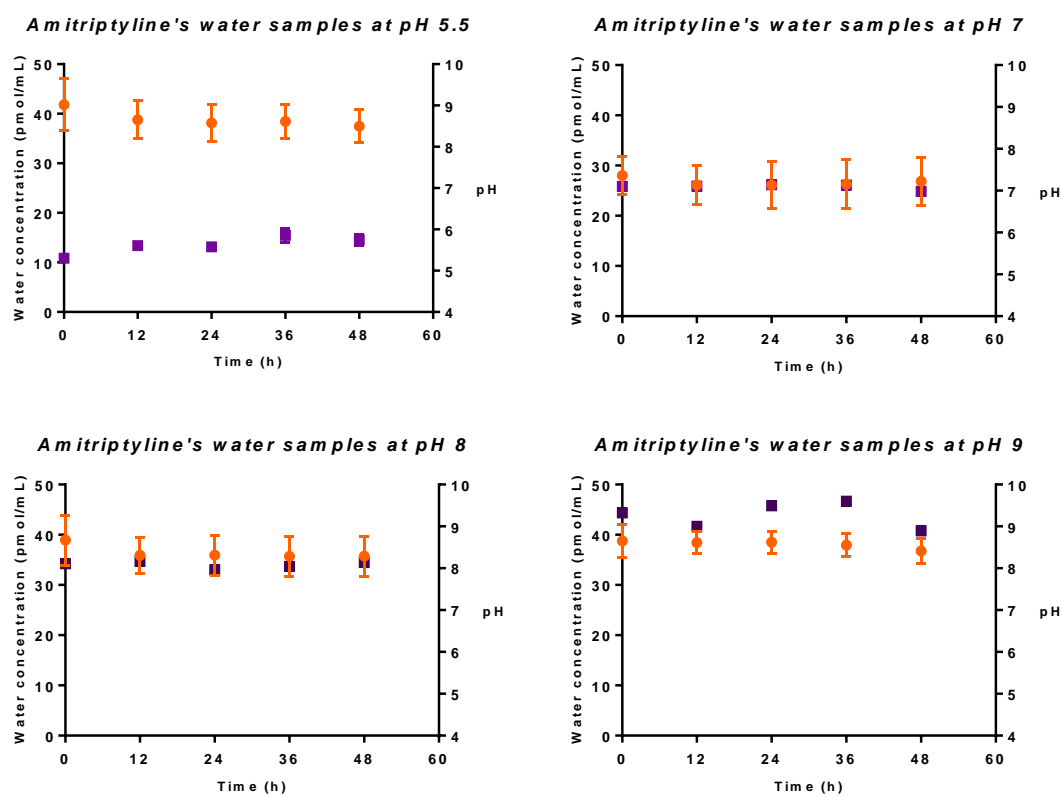 Amitriptyline's water samples at pH 5.5
Water concentration (pmol/mL)
50
40
30
20
10
0
10
9
8
7
6
5
4
pH
0 12 24 36 48 60
Time (h)
Amitriptyline's water samples at pH 7
Water concentration (pmol/mL)
50
40
30
20
10
0
10
9
8
7
6
5
4
pH
0 12 24 36 48 60
Time (h)
Amitriptyline's water samples at pH 8
Water concentration (pmol/mL)
50
40
30
20
10
0
10
9
8
7
6
5
4
pH
0 12 24 36 48 60
Time (h)
Amitriptyline's water samples at pH 9
Water concentration (pmol/mL)
50
40
30
20
10
0
10
9
8
7
6
5
4
pH
0 12 24 36 48 60
Time (h)